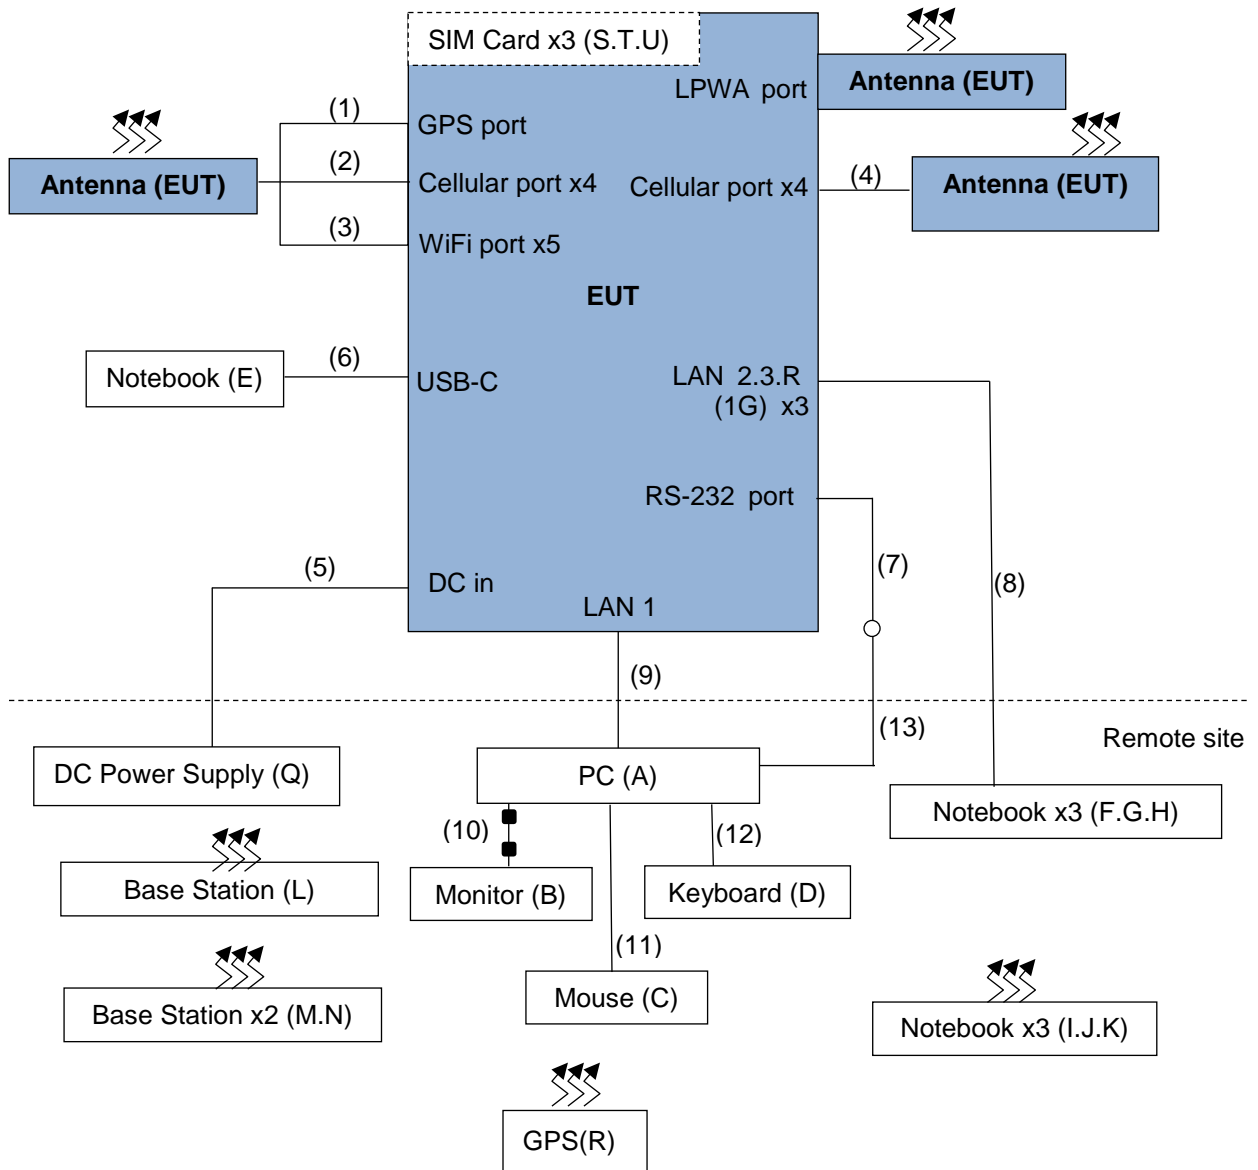 SIM Card x3 (S.T.U)
LPWA port
Antenna (EUT)
(1)
GPS port
Antenna (EUT)
(2)
Cellular port x4
Cellular port x4
(4)
Antenna (EUT)
(3)
WiFi port x5
EUT
Notebook (E)
(6)
USB-C
LAN 2.3.R
(1G) x3
RS-232 port
(5)
DC in
(7)
(8)
LAN 1
(9)
(13)
Remote site
DC Power Supply (Q)
PC (A)
Notebook x3 (F.G.H)
(10)
(12)
Base Station (L)
Monitor (B)
Keyboard (D)
(11)
Base Station x2 (M.N)
Mouse (C)
Notebook x3 (I.J.K)
GPS(R)